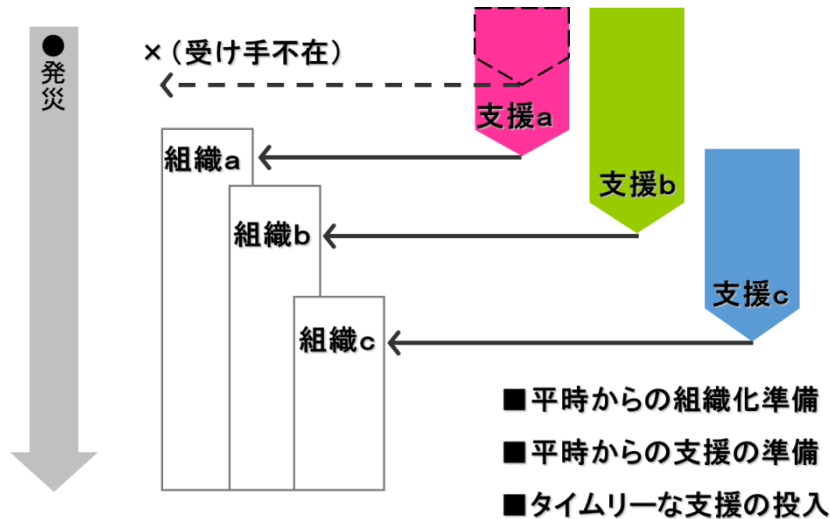 ●発災
×（受け手不在）
支援a
組織a
支援b
組織b
支援c
組織c
■平時からの組織化準備
■平時からの支援の準備
■タイムリーな支援の投入